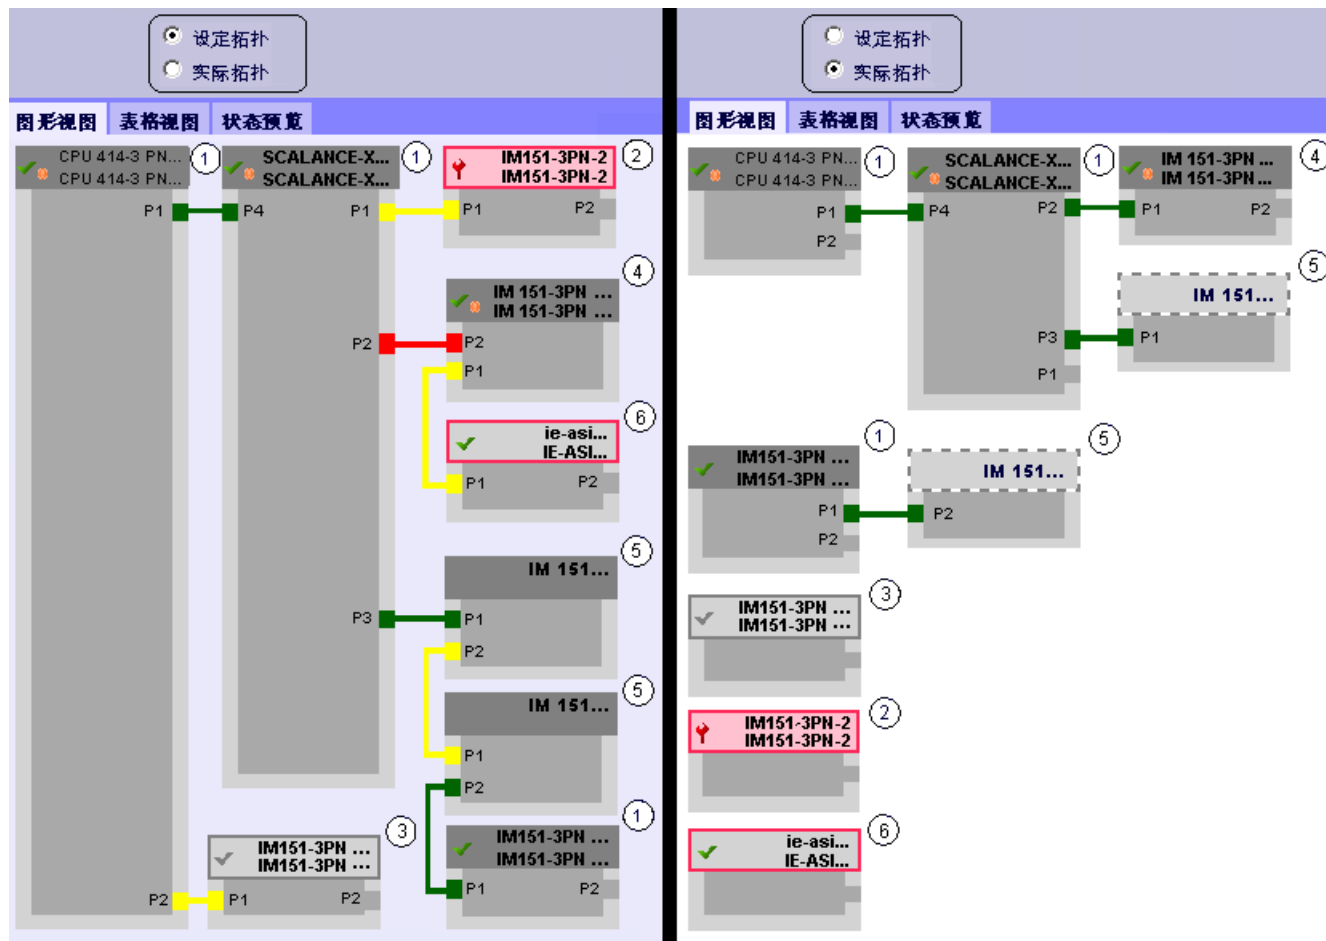 设定拓扑
实际拓扑
图形视图 表格视图 状态预览
CPU 414-3 PN...
CPU 414-3 PN...
1
SCALANCE-X...
SCALANCE-X...
1
IM151-3PN-2
IM151-3PN-2
2
P1 P4 P1 P1 P2
4
IM 151-3PN ...
IM 151-3PN ...
P2 P2
P1
6
ie-asi...
IE-ASI...
P1 P2
5
IM 151...
P3 P1
P2
5
IM 151...
P1
P2
1
IM151-3PN ...
IM151-3PN ...
P1 P2
3
IM151-3PN ...
IM151-3PN ...
P2 P1 P2
设定拓扑
实际拓扑
图形视图 表格视图 状态预览
CPU 414-3 PN...
CPU 414-3 PN...
1
SCALANCE-X...
SCALANCE-X...
1
IM 151-3PN ...
IM 151-3PN ...
4
P1 P4 P2 P1 P2
P2
5
IM 151...
P3 P1
P1
1
IM151-3PN ...
IM151-3PN ...
5
IM 151...
P1 P2
P2
3
IM151-3PN ...
IM151-3PN ...
2
IM151-3PN-2
IM151-3PN-2
6
ie-asi...
IE-ASI...